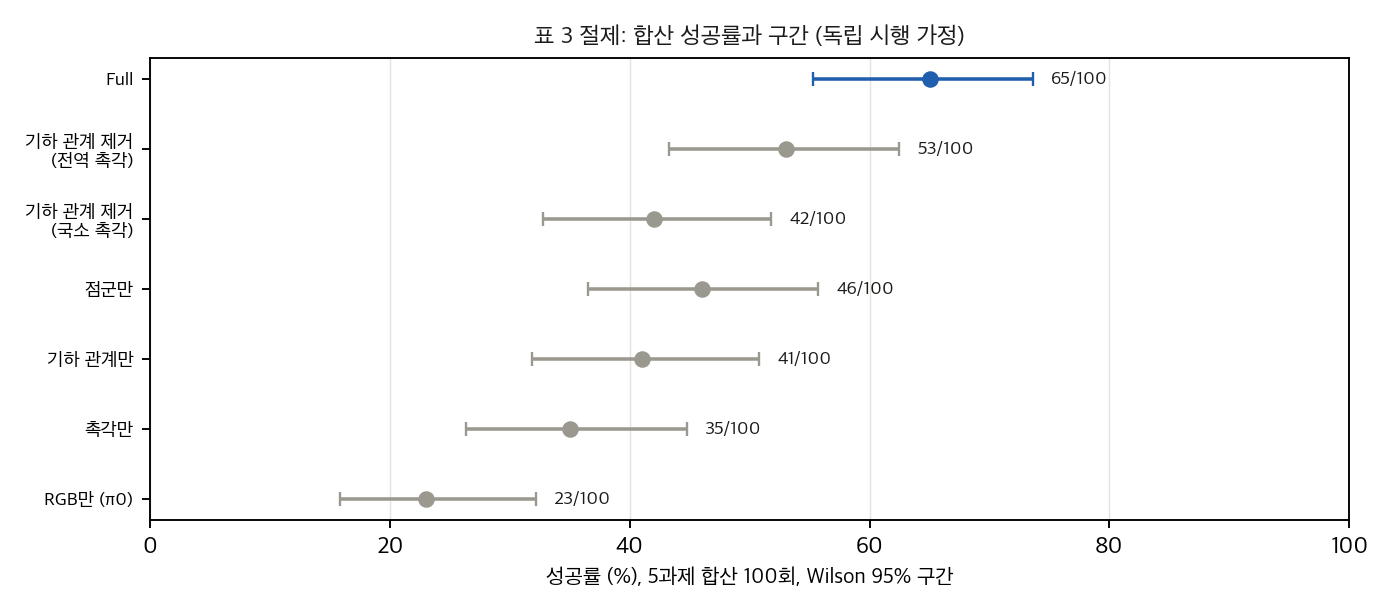 표 3 절제: 합산 성공률과 구간 (독립 시행 가정)
Full
65/100
기하 관계 제거
(전역 촉각)
53/100
기하 관계 제거
(국소 촉각)
42/100
점군만
46/100
기하 관계만
41/100
촉각만
35/100
RGB만 (π0)
23/100
0
20
40
60
80
100
성공률 (%), 5과제 합산 100회, Wilson 95% 구간